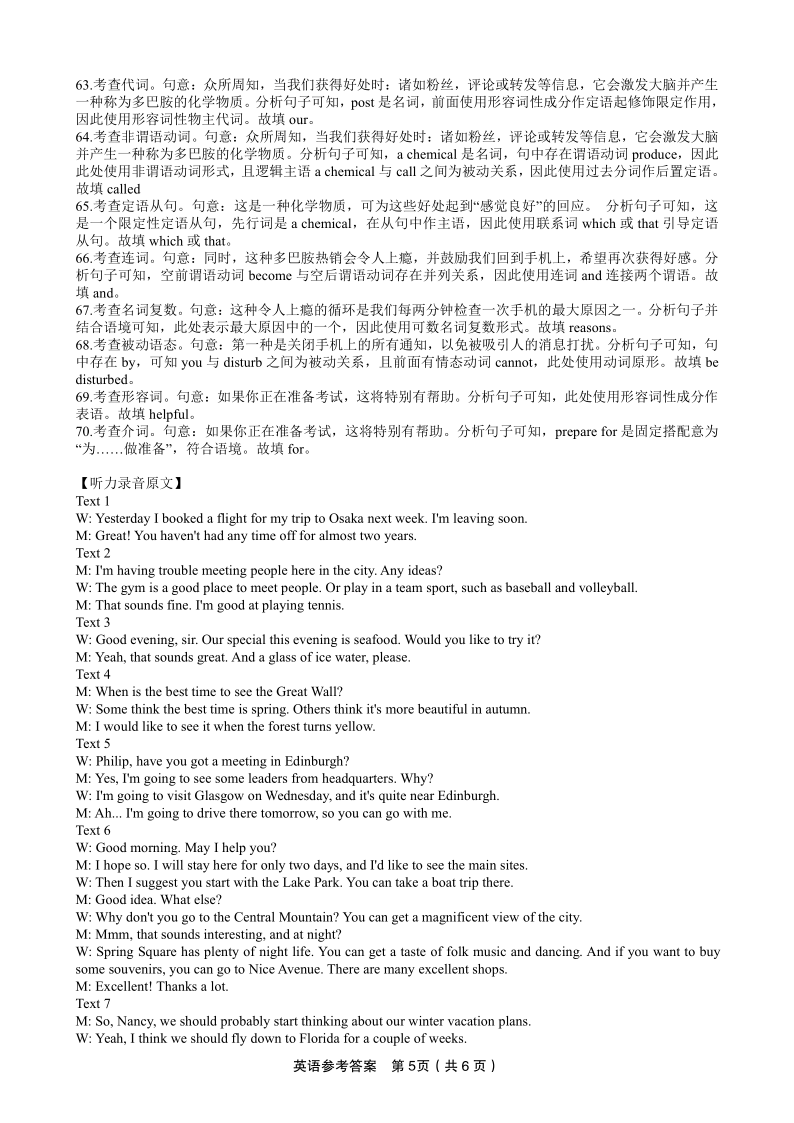 63.考查代词。句意：众所周知，当我们获得好处时：诸如粉丝，评论或转发等信息，它会激发大脑并产生
一种称为多巴胺的化学物质。分析句子可知，post 是名词，前面使用形容词性成分作定语起修饰限定作用，
因此使用形容词性物主代词。故填 our。
64.考查非谓语动词。句意：众所周知，当我们获得好处时：诸如粉丝，评论或转发等信息，它会激发大脑
并产生一种称为多巴胺的化学物质。分析句子可知，a chemical 是名词，句中存在谓语动词 produce，因此
此处使用非谓语动词形式，且逻辑主语 a chemical 与 call 之间为被动关系，因此使用过去分词作后置定语。
故填 called
65.考查定语从句。句意：这是一种化学物质，可为这些好处起到“感觉良好”的回应。 分析句子可知，这
是一个限定性定语从句，先行词是 a chemical，在从句中作主语，因此使用联系词 which 或 that 引导定语
从句。故填 which 或 that。
66.考查连词。句意：同时，这种多巴胺热销会令人上瘾，并鼓励我们回到手机上，希望再次获得好感。分
析句子可知，空前谓语动词 become 与空后谓语动词存在并列关系，因此使用连词 and 连接两个谓语。故
填 and。
67.考查名词复数。句意：这种令人上瘾的循环是我们每两分钟检查一次手机的最大原因之一。分析句子并
结合语境可知，此处表示最大原因中的一个，因此使用可数名词复数形式。故填 reasons。
68.考查被动语态。句意：第一种是关闭手机上的所有通知，以免被吸引人的消息打扰。分析句子可知，句
中存在 by，可知 you 与 disturb 之间为被动关系，且前面有情态动词 cannot，此处使用动词原形。故填 be
disturbed。
69.考查形容词。句意：如果你正在准备考试，这将特别有帮助。分析句子可知，此处使用形容词性成分作
表语。故填 helpful。
70.考查介词。句意：如果你正在准备考试，这将特别有帮助。分析句子可知，prepare for 是固定搭配意为
“为……做准备”，符合语境。故填 for。
【听力录音原文】
Text 1
W: Yesterday I booked a flight for my trip to Osaka next week. I'm leaving soon.
M: Great! You haven't had any time off for almost two years.
Text 2
M: I'm having trouble meeting people here in the city. Any ideas?
W: The gym is a good place to meet people. Or play in a team sport, such as baseball and volleyball.
M: That sounds fine. I'm good at playing tennis.
Text 3
W: Good evening, sir. Our special this evening is seafood. Would you like to try it?
M: Yeah, that sounds great. And a glass of ice water, please.
Text 4
M: When is the best time to see the Great Wall?
W: Some think the best time is spring. Others think it's more beautiful in autumn.
M: I would like to see it when the forest turns yellow.
Text 5
W: Philip, have you got a meeting in Edinburgh?
M: Yes, I'm going to see some leaders from headquarters. Why?
W: I'm going to visit Glasgow on Wednesday, and it's quite near Edinburgh.
M: Ah... I'm going to drive there tomorrow, so you can go with me.
Text 6
W: Good morning. May I help you?
M: I hope so. I will stay here for only two days, and I'd like to see the main sites.
W: Then I suggest you start with the Lake Park. You can take a boat trip there.
M: Good idea. What else?
W: Why don't you go to the Central Mountain? You can get a magnificent view of the city.
M: Mmm, that sounds interesting, and at night?
W: Spring Square has plenty of night life. You can get a taste of folk music and dancing. And if you want to buy
some souvenirs, you can go to Nice Avenue. There are many excellent shops.
M: Excellent! Thanks a lot.
Text 7
M: So, Nancy, we should probably start thinking about our winter vacation plans.
W: Yeah, I think we should fly down to Florida for a couple of weeks.
英语参考答案 第 5页（ 共 6 页 ）